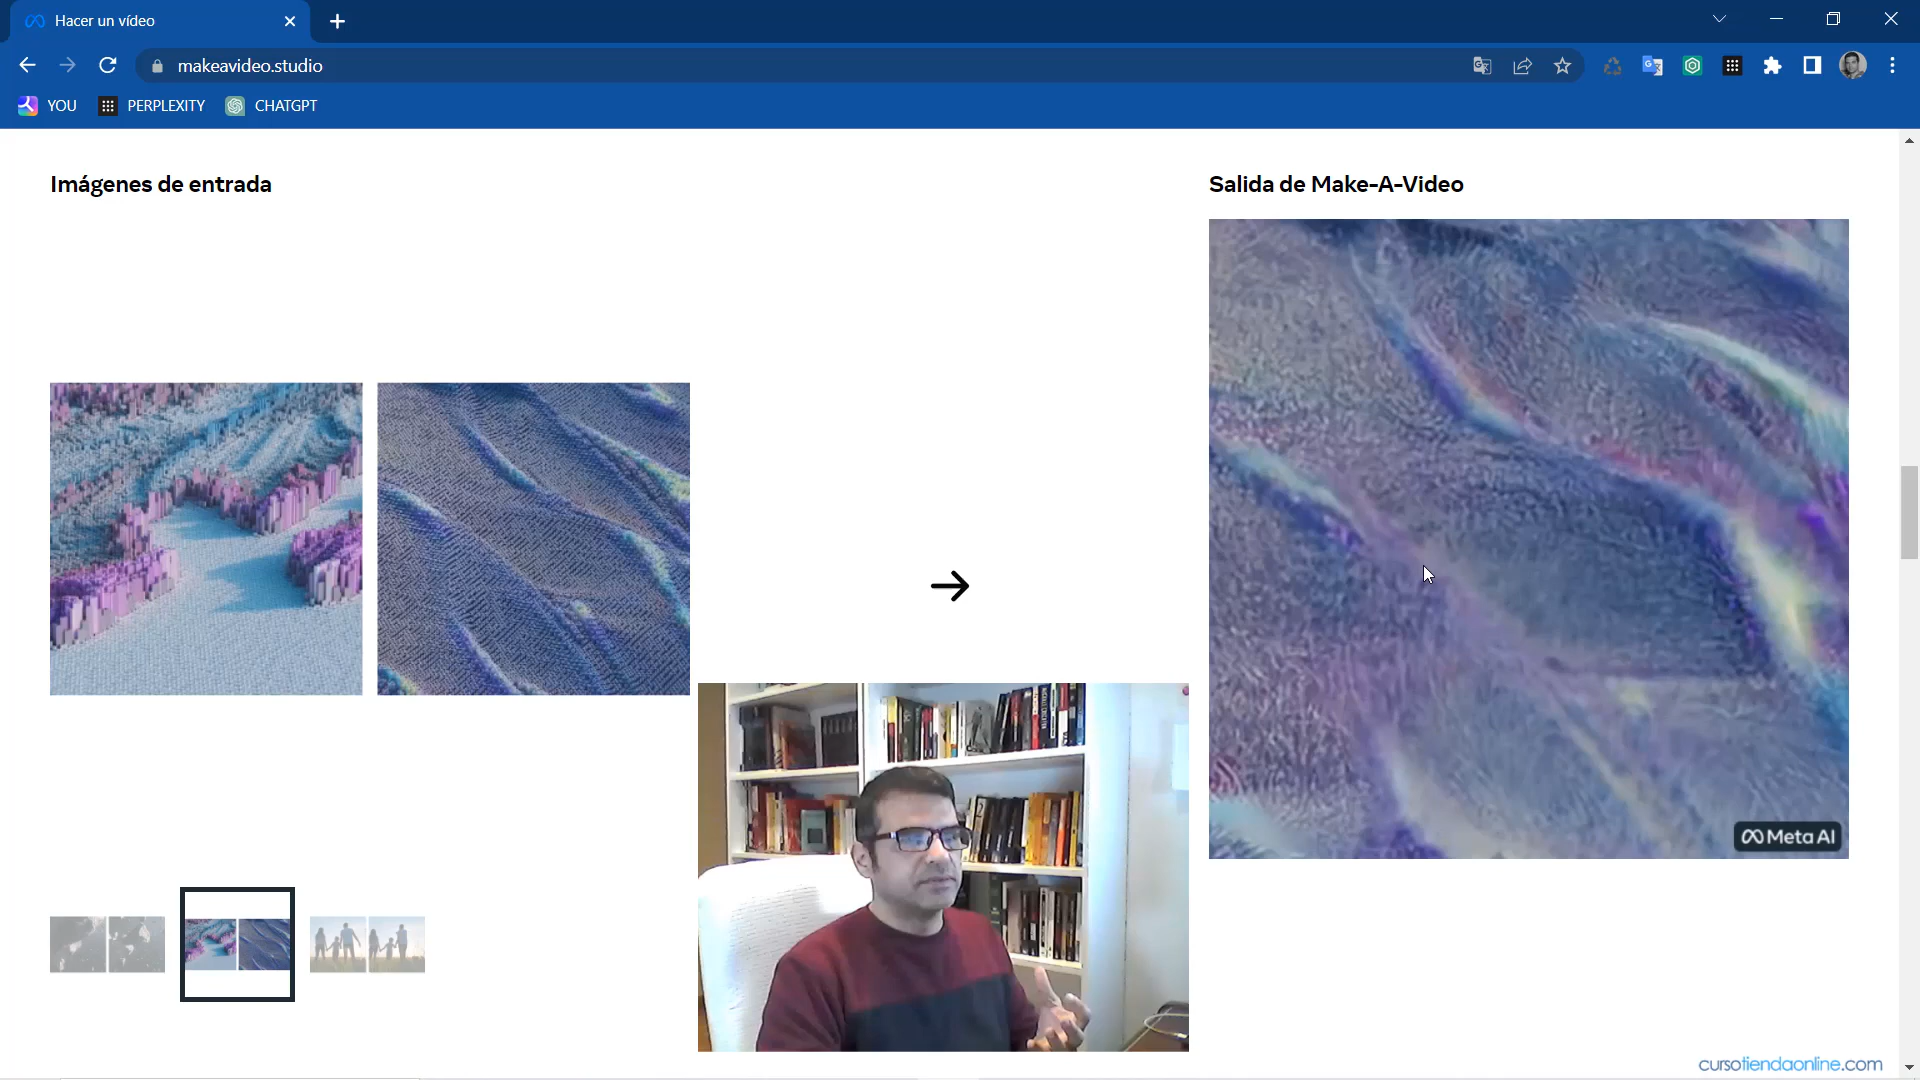 Hacer un vídeo
makeavideo.studio
YOU PERPLEXITY CHATGPT
Imágenes de entrada
Salida de Make-A-Video
Meta AI
cursotiendaonline.com